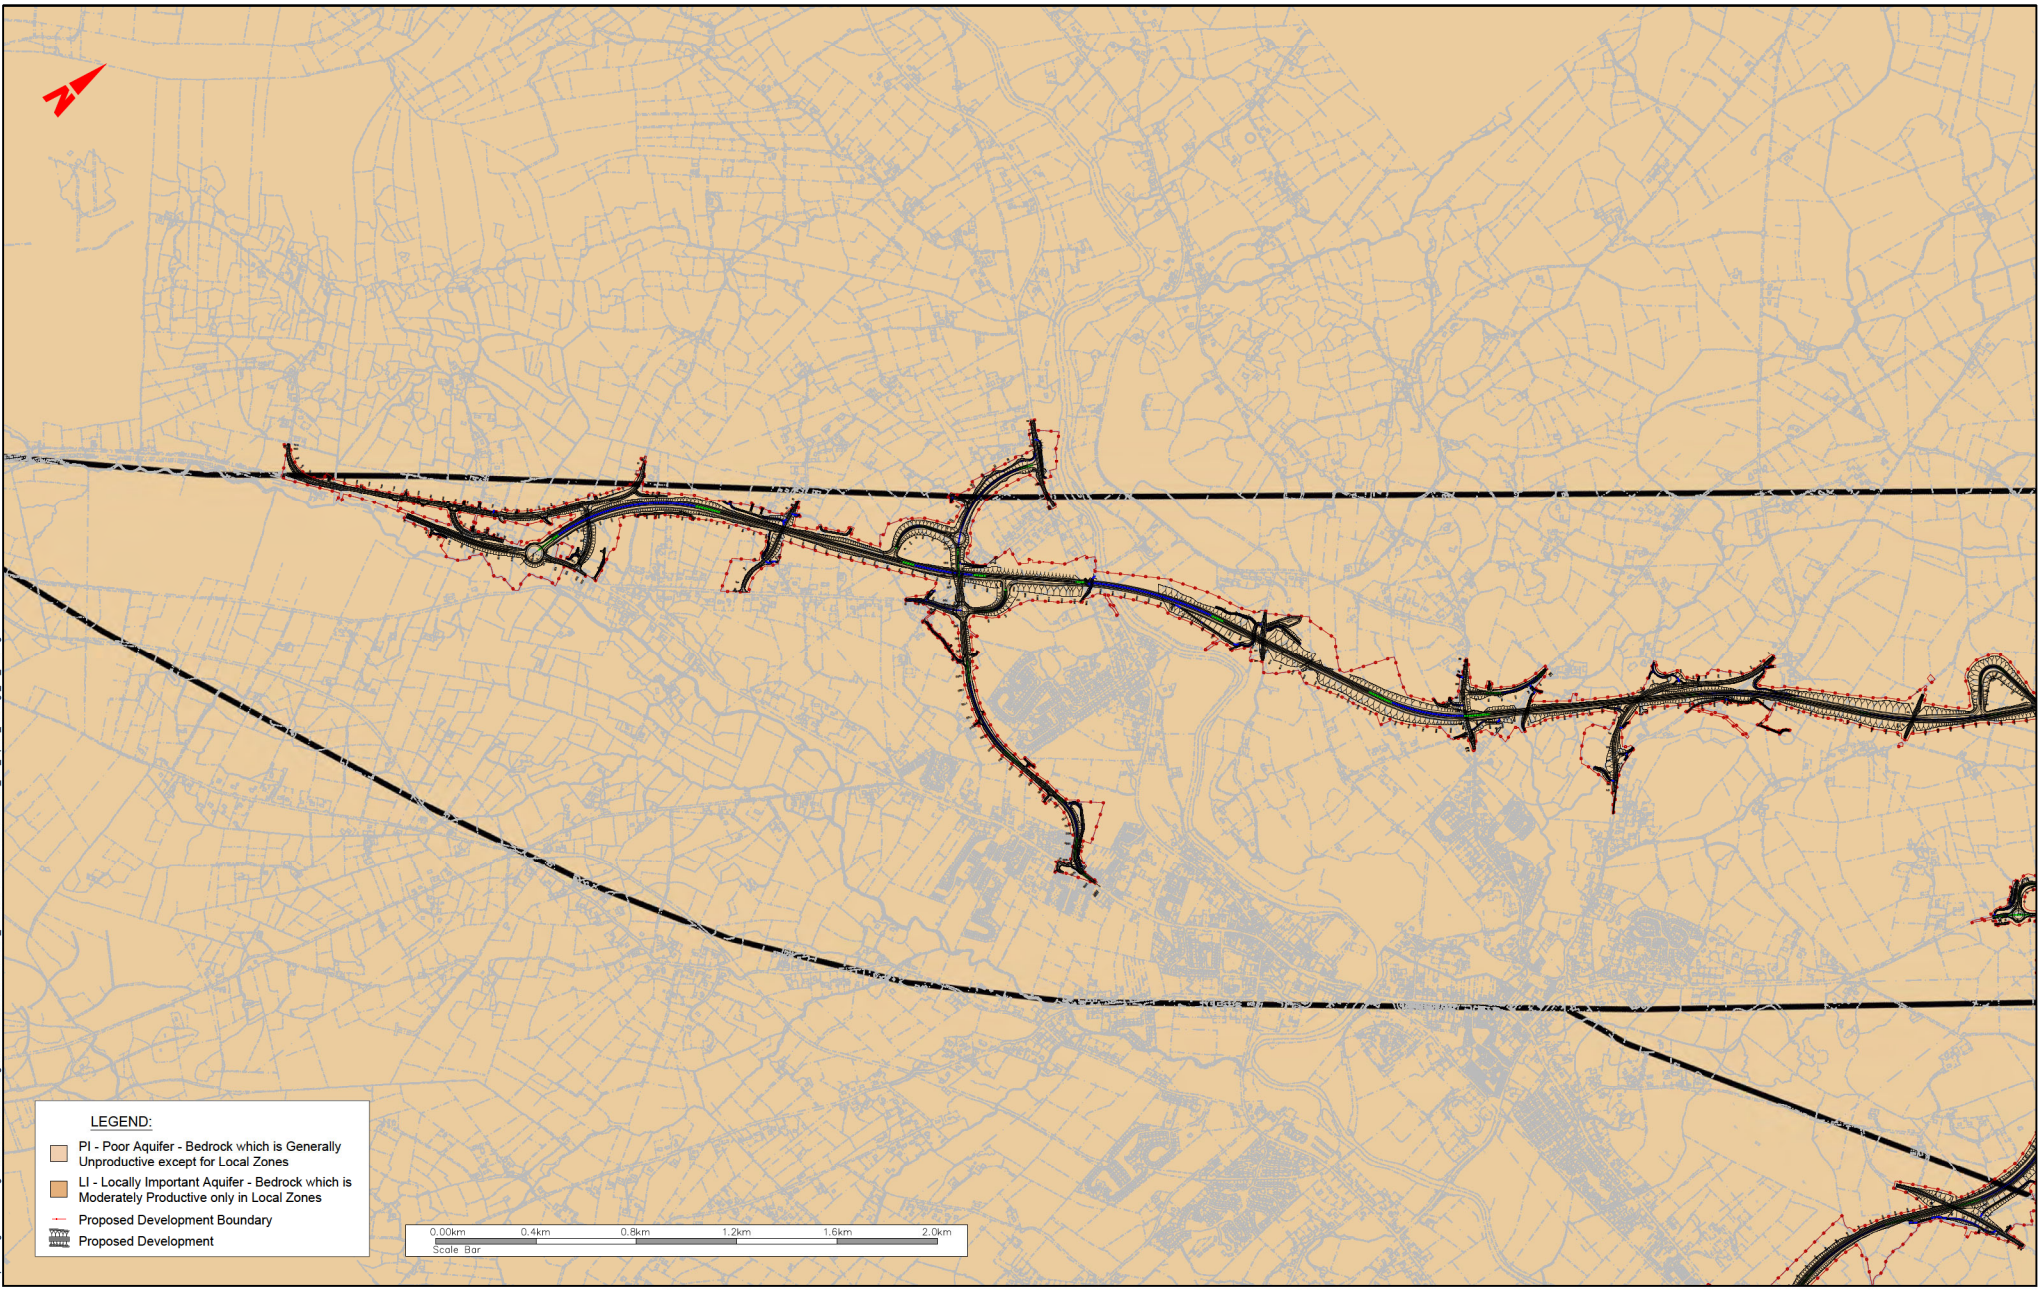 N
LEGEND:
PI - Poor Aquifer - Bedrock which is Generally
Unproductive except for Local Zones
LI - Locally Important Aquifer - Bedrock which is
Moderately Productive only in Local Zones
Proposed Development Boundary
Proposed Development
0.00km 0.4km 0.8km 1.2km 1.6km 2.0km
Scale Bar